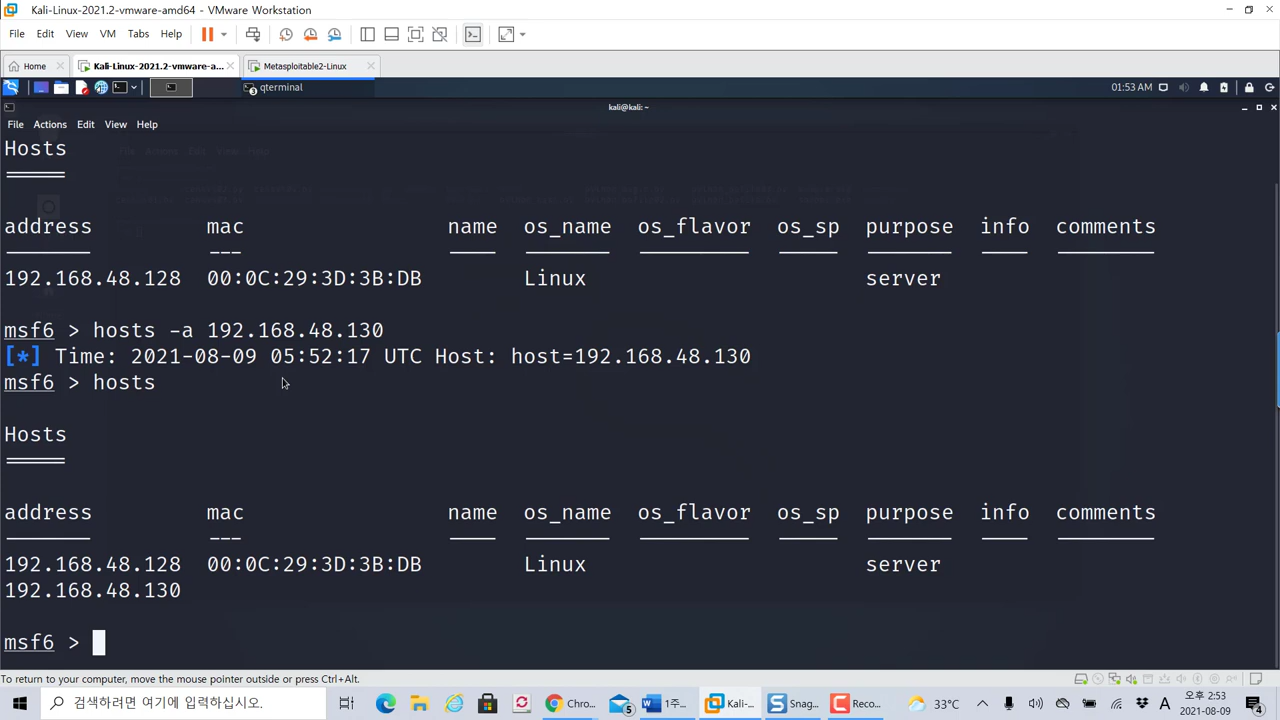 Kali-Linux-2021.2-vmware-amd64 - VMware Workstation
File Edit View VM Tabs Help
Home Kali-Linux-2021.2-vmware-a... Metasploitable2-Linux
3 qterminal 01:53 AM
kali@kali: ~
File Actions Edit View Help
Hosts
=====
address mac name os_name os_flavor os_sp purpose info comments
192.168.48.128 00:0C:29:3D:3B:DB Linux server
msf6 > hosts -a 192.168.48.130
[*] Time: 2021-08-09 05:52:17 UTC Host: host=192.168.48.130
msf6 > hosts
Hosts
=====
address mac name os_name os_flavor os_sp purpose info comments
192.168.48.128 00:0C:29:3D:3B:DB Linux server
192.168.48.130
msf6 >
To return to your computer, move the mouse pointer outside or press Ctrl+Alt.
검색하려면 여기에 입력하십시오. Chro... 5 1주... Kali-... Snag... Reco... 33°C A 오후 2:53
2021-08-09 4